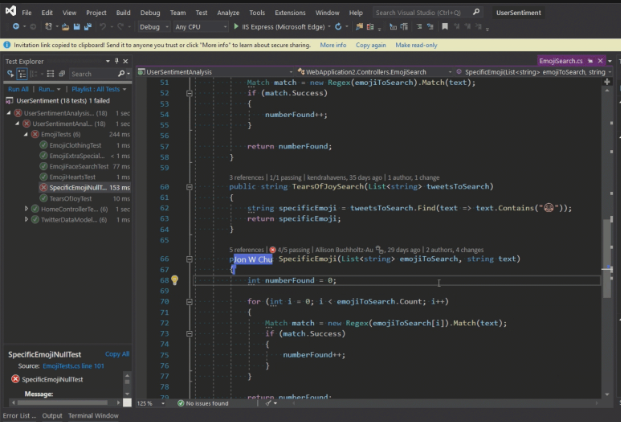 File Edit View Project Build Debug Team Test Analyze Tools Extensions Window Help Search Visual Studio (Ctrl+Q) UserSentiment
Debug Any CPU IIS Express (Microsoft Edge)
Invitation link copied to clipboard! Send it to anyone you trust or click "More info" to learn about secure sharing. More info Copy again Make read-only
Test Explorer
EmojiSearch.cs
Search
UserSentimentAnalysis WebApplication2.Controllers.EmojiSearch SpecificEmoji(List<string> emojiToSearch, string
Run All | Run... | Playlist : All Tests
UserSentiment (18 tests) 1 failed
UserSentimentAnalysis... (18) 1 sec
UserSentimentAnal... (18) 1 sec
EmojiTests (6) 244 ms
EmojiClothingTest 8 ms
EmojiExtraSpecial... < 1 ms
EmojiFaceSearchTest 77 ms
EmojiHeartsTest 4 ms
SpecificEmojiNullT... 153 ms
TearsOfJoyTest 2 ms
HomeControllerTe... (6) 1 sec
TwitterDataModel...
51 Match match = new Regex(emojiToSearch).Match(text);
52 if (match.Success)
53 {
54 numberFound++;
55 }
56
57 return numberFound;
58 }
59
3 references | 1/1 passing | kendrahavens, 35 days ago | 1 author, 1 change
60 public string TearsOfJoySearch(List<string> tweetsToSearch)
61 {
62 string specificEmoji = tweetsToSearch.Find(text => text.Contains("😂"));
63 return specificEmoji;
64 }
65
5 references | 4/5 passing | Allison Buchholtz-Au, 29 days ago | 2 authors, 4 changes
66 p Jon W Chu SpecificEmoji(List<string> emojiToSearch, string text)
67 {
68 int numberFound = 0;
69
70 for (int i = 0; i < emojiToSearch.Count; i++)
71 {
72 Match match = new Regex(emojiToSearch[i]).Match(text);
73 if (match.Success)
74 {
75 numberFound++;
76 }
77 }
78
79 return numberFound;
SpecificEmojiNullTest Copy All
Source: EmojiTests.cs line 101
SpecificEmojiNullTest
Message:
125 % No issues found
Error List ... Output Terminal Window